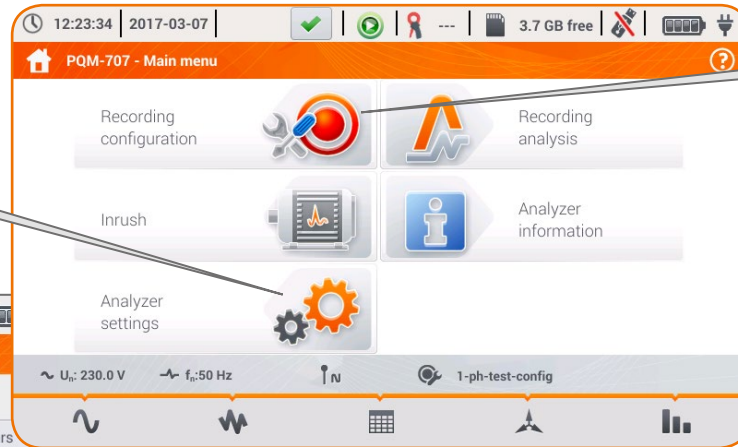 12:23:34 2017-03-07 --- 3.7 GB free
PQM-707 - Main menu ?
Recording
configuration
Recording
analysis
Inrush
Analyzer
information
Analyzer
settings
Uₙ: 230.0 V fₙ:50 Hz N 1-ph-test-config
rs